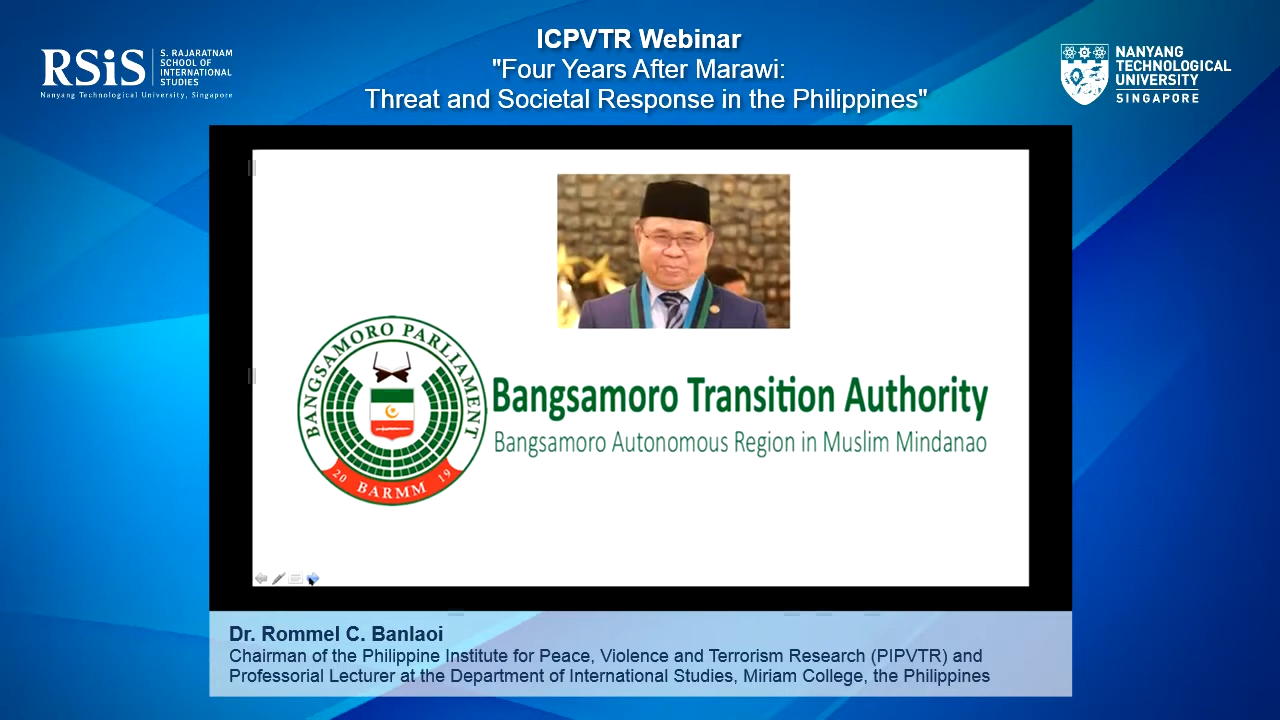 RSiS
S. RAJARATNAM
SCHOOL OF
INTERNATIONAL
STUDIES
Nanyang Technological University, Singapore
ICPVTR Webinar
"Four Years After Marawi:
Threat and Societal Response in the Philippines"
NANYANG
TECHNOLOGICAL
UNIVERSITY
SINGAPORE
BANGSAMORO PARLIAMENT
20 BARMM 19
Bangsamoro Transition Authority
Bangsamoro Autonomous Region in Muslim Mindanao
Dr. Rommel C. Banlaoi
Chairman of the Philippine Institute for Peace, Violence and Terrorism Research (PIPVTR) and
Professorial Lecturer at the Department of International Studies, Miriam College, the Philippines